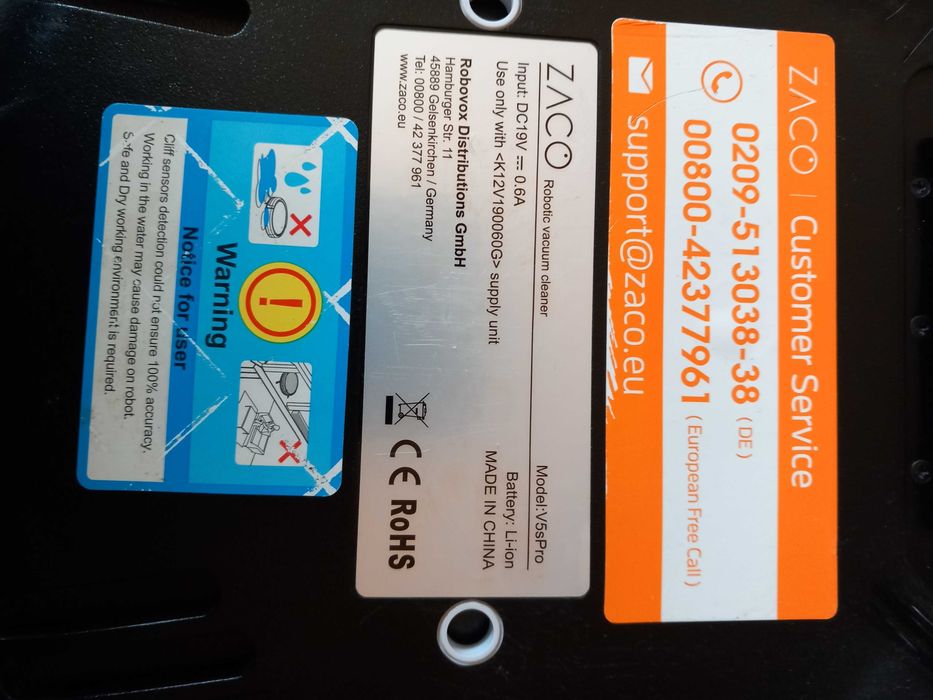 ZACO | Customer Service
0209-513038-38 ( DE )
00800-42377961 ( European Free Call )
support@zaco.eu
ZACO Robotic vacuum cleaner Model:V5sPro
Input: DC19V 0.6A Battery: Li-ion
Use only with <K12V190060G> supply unit MADE IN CHINA
Robovox Distributions GmbH
Hamburger Str. 11
45889 Gelsenkirchen / Germany
Tel: 00800 / 42 377 961
www.zaco.eu
CE RoHS
Warning
Notice for user
Cliff sensors detection could not ensure 100% accuracy.
Working in the water may cause damage on robot.
Safe and Dry working environment is required.